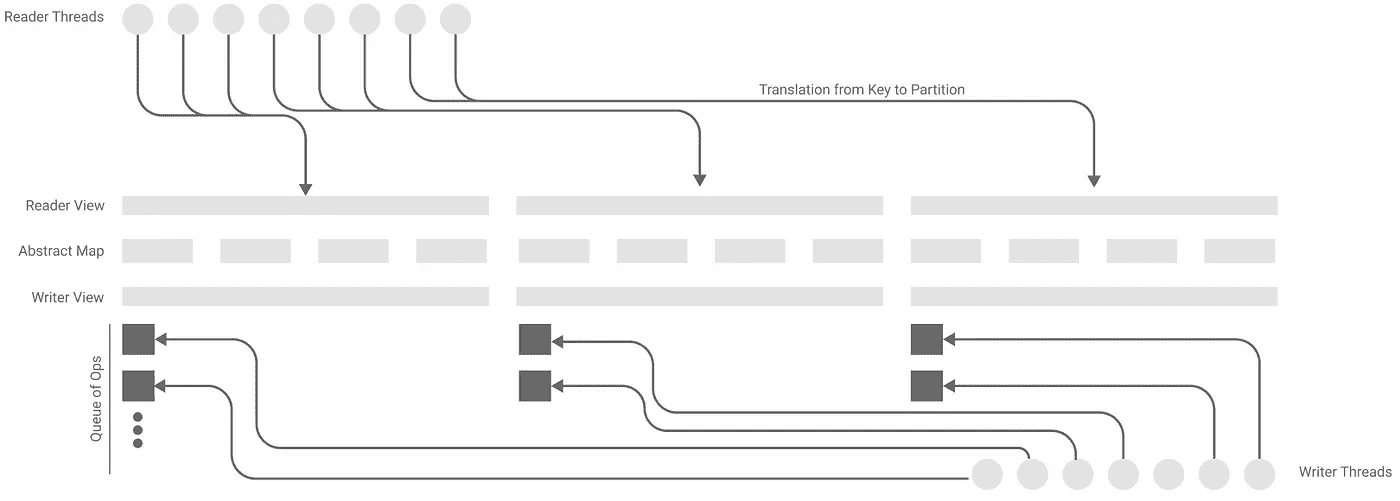 Reader Threads
Translation from Key to Partition
Reader View
Abstract Map
Writer View
Queue of Ops
Writer Threads